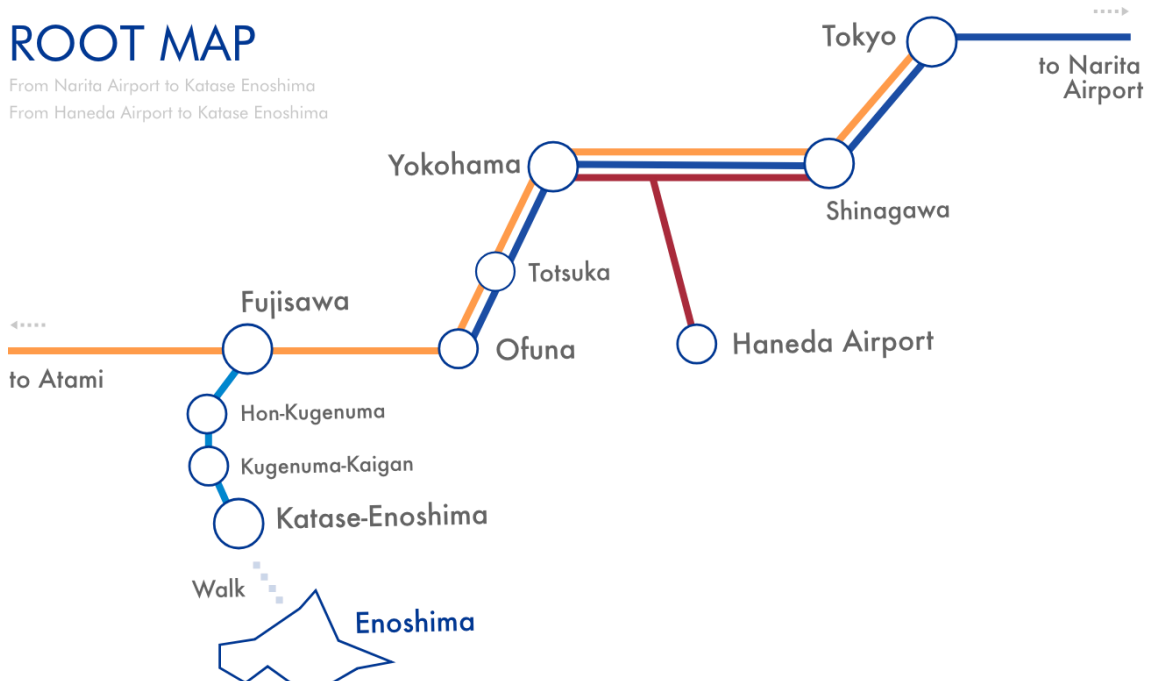 ROOT MAP
From Narita Airport to Katase Enoshima
From Haneda Airport to Katase Enoshima
Tokyo
to Narita
Airport
Yokohama
Shinagawa
Totsuka
Fujisawa
Ofuna
Haneda Airport
to Atami
Hon-Kugenuma
Kugenuma-Kaigan
Katase-Enoshima
Walk
Enoshima